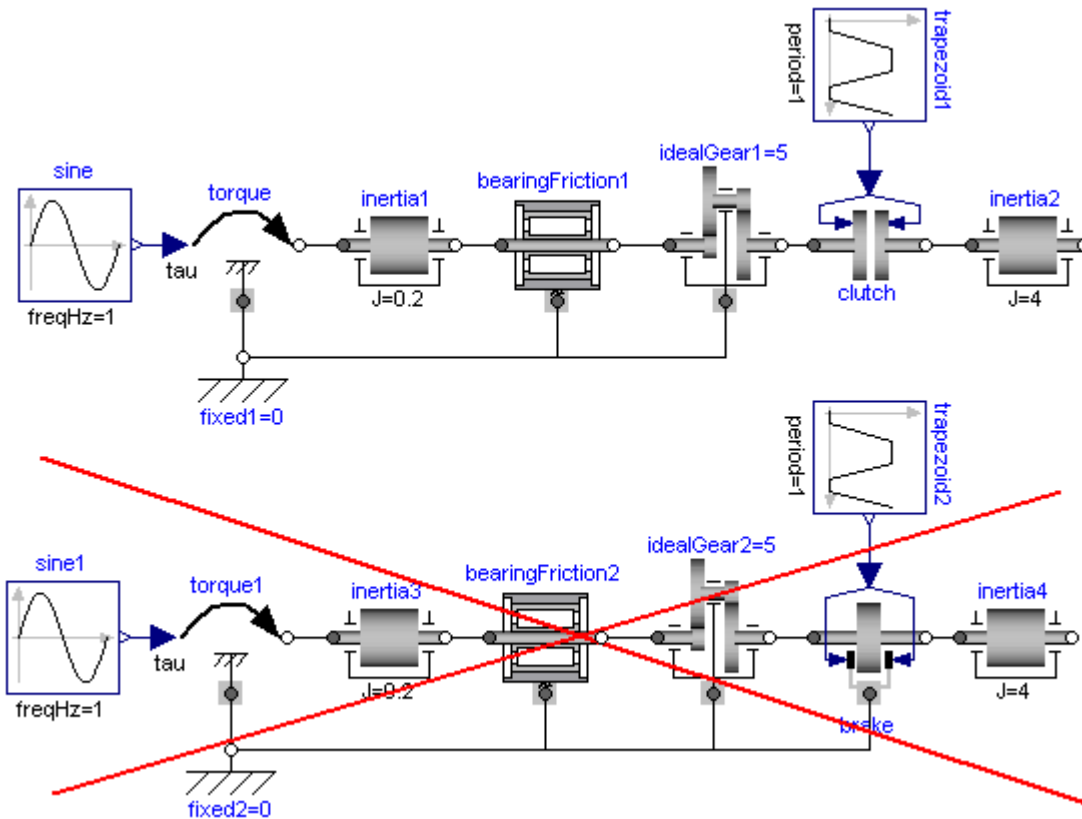 trapezoid1
period=1
idealGear1=5
sine
bearingFriction1
torque
inertia1
inertia2
tau
clutch
J=0.2
J=4
freqHz=1
fixed1=0
trapezoid2
period=1
idealGear2=5
sine1
bearingFriction2
torque1
inertia3
inertia4
tau
J=0.2
J=4
freqHz=1
brake
fixed2=0